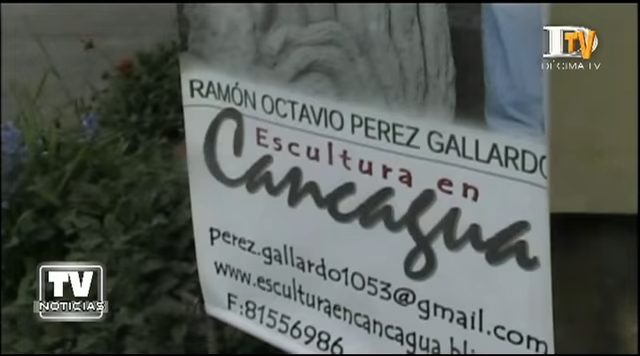 DTV
DÉCIMA TV
RAMÓN OCTAVIO PEREZ GALLARDO
Escultura en
Cancagua
perez.gallardo1053@gmail.com
www.esculturaencancagua.bl
F:81556986
TV
NOTICIAS